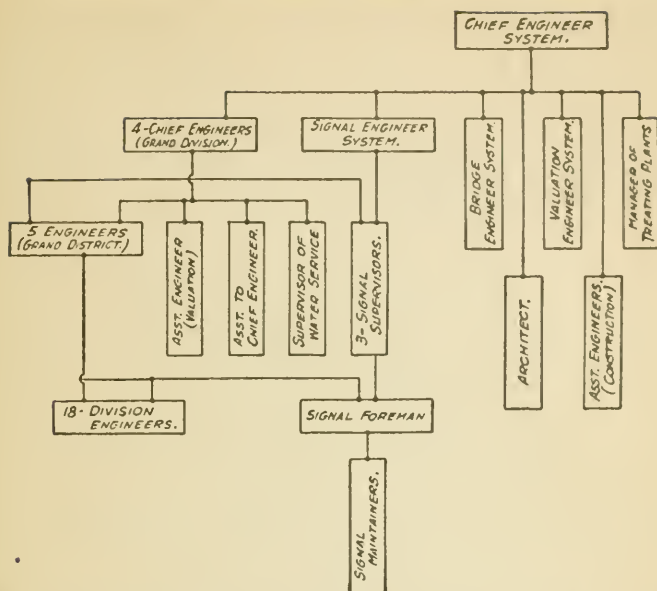 CHIEF ENGINEER
SYSTEM.
4-CHIEF ENGINEERS
(GRAND DIVISION.)
SIGNAL ENGINEER
SYSTEM.
BRIDGE
ENGINEER SYSTEM.
VALUATION
ENGINEER SYSTEM.
MANAGER OF
TREATING PLANTS
5 ENGINEERS
(GRAND DISTRICT.)
ASST. ENGINEER
(VALUATION)
ASST. TO
CHIEF ENGINEER.
SUPERVISOR OF
WATER SERVICE
3- SIGNAL
SUPERVISORS.
ARCHITECT.
ASST. ENGINEERS.
(CONSTRUCTION)
18- DIVISION
ENGINEERS.
SIGNAL FOREMAN
SIGNAL
MAINTAINERS.